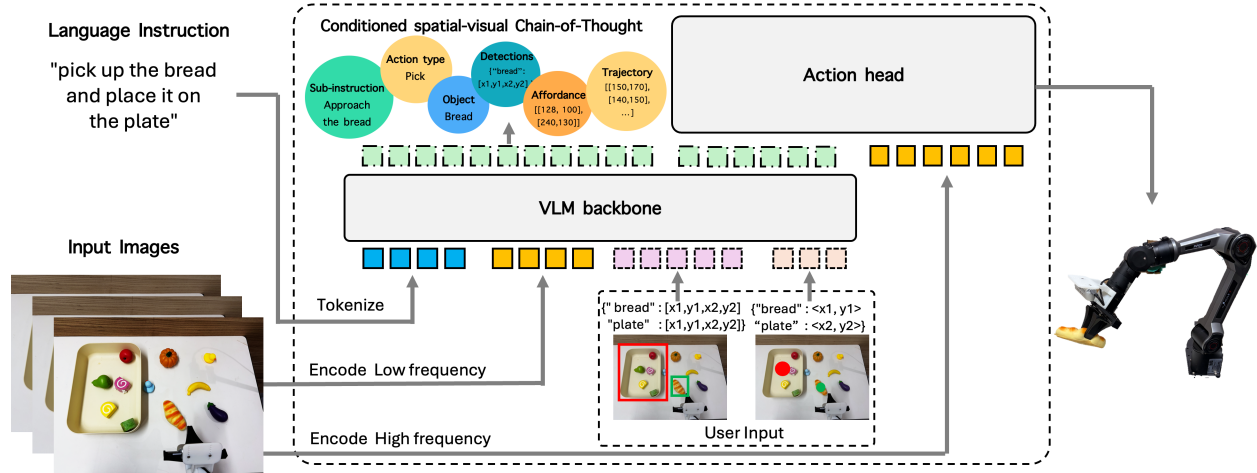 Language Instruction
"pick up the bread
and place it on
the plate"
Conditioned spatial-visual Chain-of-Thought
Sub-instruction
Approach
the bread
Action type
Pick
Object
Bread
Detections
{"bread":
[x1,y1,x2,y2]
Affordance
[[128, 100],
[240,130]]
Trajectory
[[150,170],
[140,150],
...]
Action head
VLM backbone
Input Images
Tokenize
Encode Low frequency
Encode High frequency
{" bread" : [x1,y1,x2,y2]
"plate" : [x1,y1,x2,y2]}
{"bread" : <x1, y1>
“plate” : <x2, y2>}
User Input